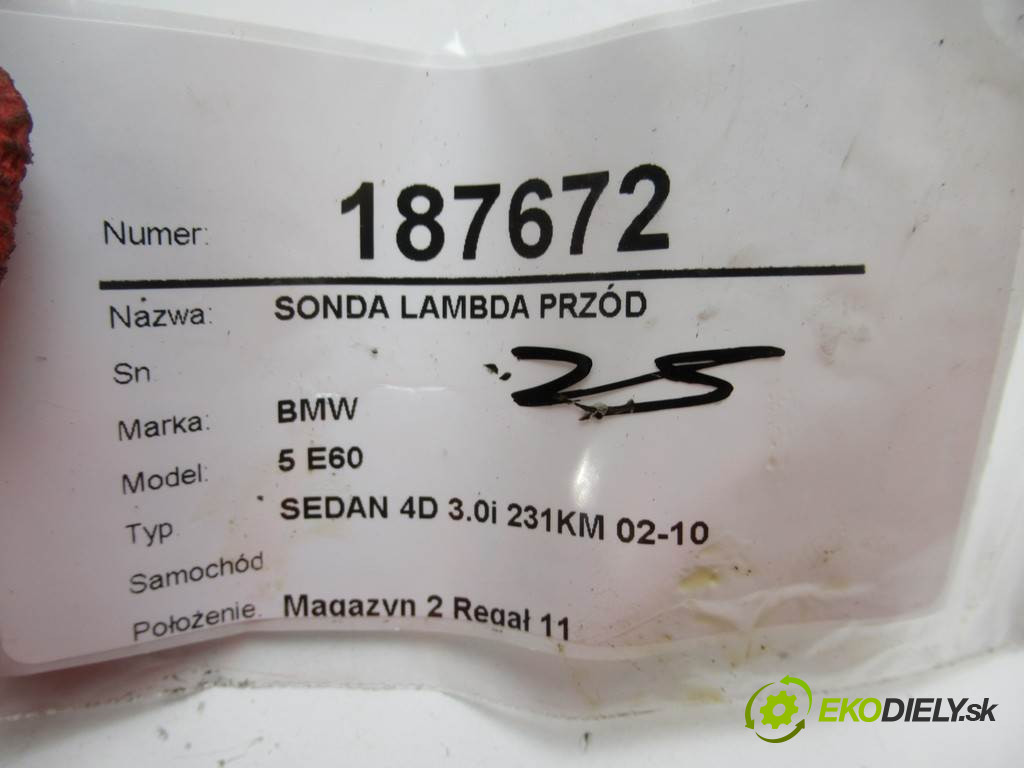 Numer: 187672
Nazwa: SONDA LAMBDA PRZÓD
Sn
25
Marka: BMW
Model: 5 E60
Typ SEDAN 4D 3.0i 231KM 02-10
Samochód
Położenie. Magazyn 2 Regał 11
EKODIELY.sk